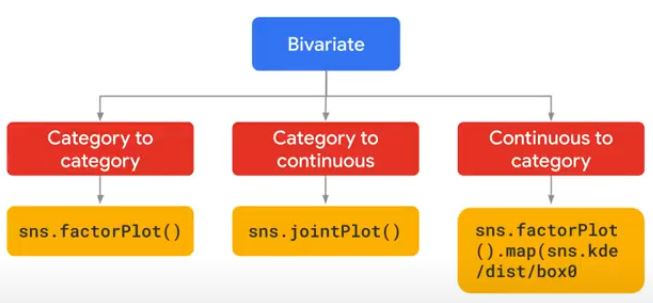 Bivariate
Category to
category
Category to
continuous
Continuous to
category
sns.factorPlot()
sns.jointPlot()
sns.factorPlot
().map(sns.kde
/dist/box0